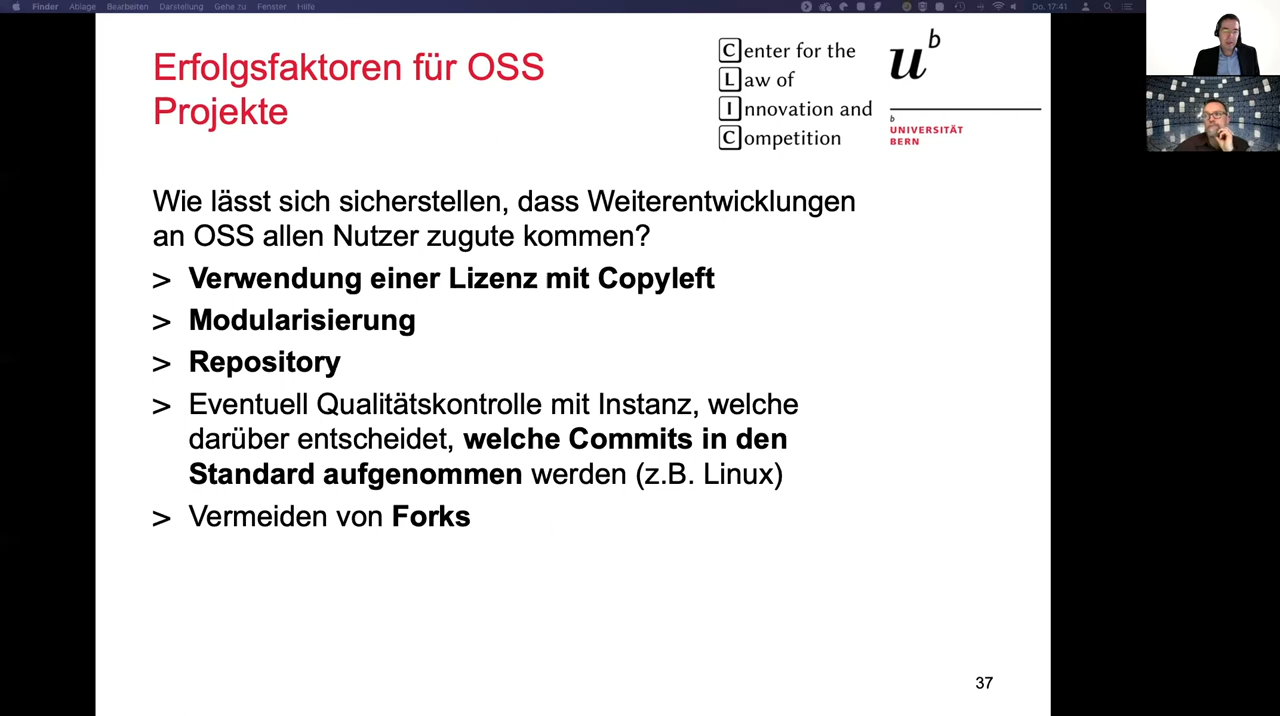 Finder Ablage Bearbeiten Darstellung Gehe zu Fenster Hilfe Do. 17:41
Erfolgsfaktoren für OSS
Projekte
Center for the
Law of
Innovation and
Competition
u b
b
UNIVERSITÄT
BERN
Wie lässt sich sicherstellen, dass Weiterentwicklungen
an OSS allen Nutzer zugute kommen?
> Verwendung einer Lizenz mit Copyleft
> Modularisierung
> Repository
> Eventuell Qualitätskontrolle mit Instanz, welche
darüber entscheidet, welche Commits in den
Standard aufgenommen werden (z.B. Linux)
> Vermeiden von Forks
37